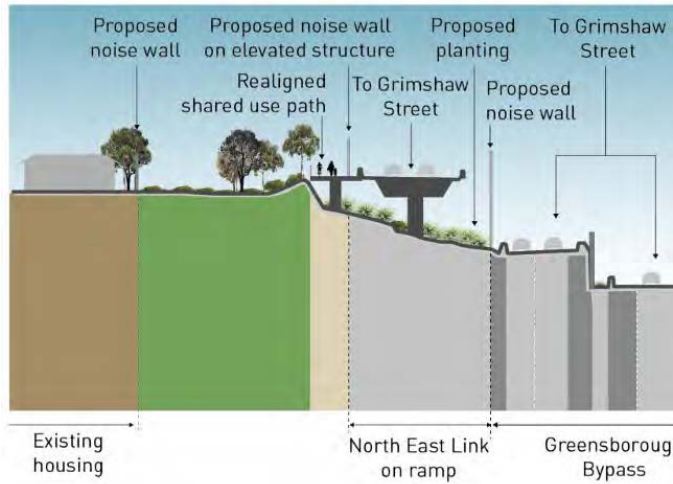 Proposed
noise wall
Proposed noise wall
on elevated structure
Realigned
shared use path
To Grimshaw
Street
Proposed
planting
Proposed
noise wall
To Grimshaw
Street
Existing
housing
North East Link
on ramp
Greensboroug
Bypass